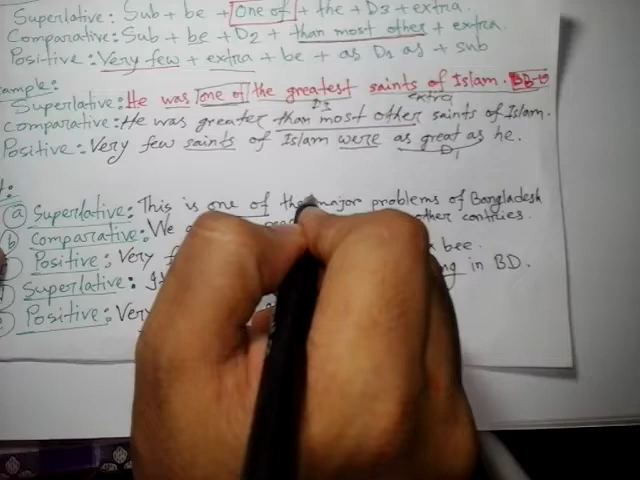 Superlative: Sub + be + one of + the + D3 + extra.
Comparative: Sub + be + D2 + than most other + extra.
Positive: Very few + extra + be + as D1 as + sub
ample:
Superlative: He was one of the greatest saints of Islam. BB-0
D3 extra
Comparative: He was greater than most other saints of Islam.
Positive: Very few saints of Islam were as great as he.
D1
t:
(a) Superlative: This is one of the major problems of Bangladesh
(b) Comparative: We other contries.
Positive: Very bee.
Superlative: in BD.
Positive: Very